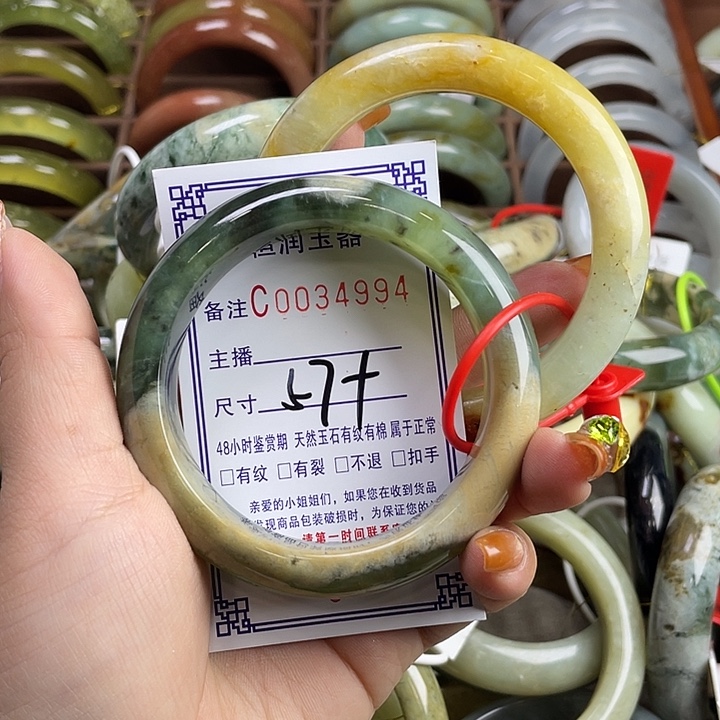 恒润玉器
备注C0034994
主播
尺寸 57+
48小时鉴赏期 天然玉石有纹有棉 属于正常
□有纹 □有裂 □不退 □扣手
亲爱的小姐姐们，如果您在收到货品
发现商品包装破损时，为保证您的
请第一时间联系